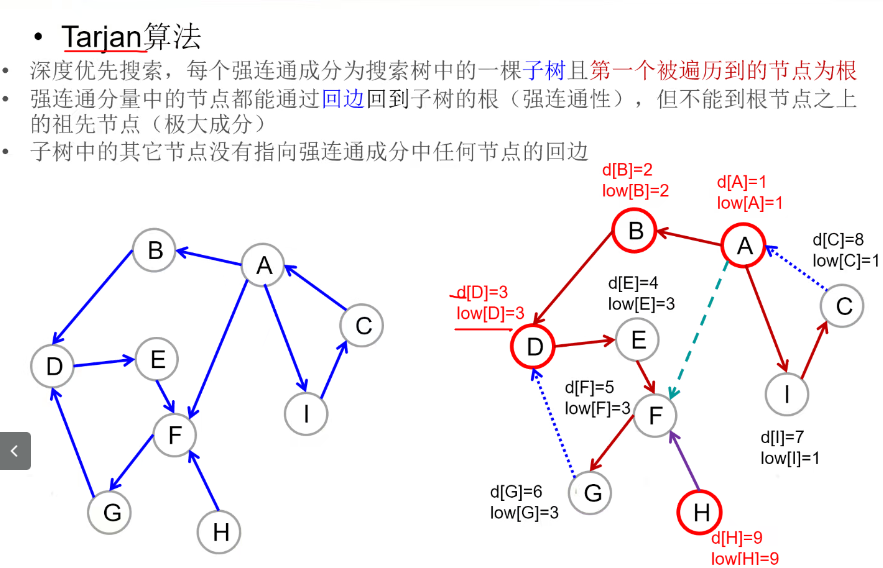 • Tarjan算法
• 深度优先搜索，每个强连通成分为搜索树中的一棵子树且第一个被遍历到的节点为根
• 强连通分量中的节点都能通过回边回到子树的根（强连通性），但不能到根节点之上
的祖先节点（极大成分）
• 子树中的其它节点没有指向强连通成分中任何节点的回边
B
A
C
D
E
I
F
G
H
d[B]=2
low[B]=2
d[A]=1
low[A]=1
B
A
d[C]=8
low[C]=1
C
d[D]=3
low[D]=3
D
d[E]=4
low[E]=3
E
d[F]=5
low[F]=3
F
I
d[I]=7
low[I]=1
d[G]=6
low[G]=3
G
H
d[H]=9
low[H]=9